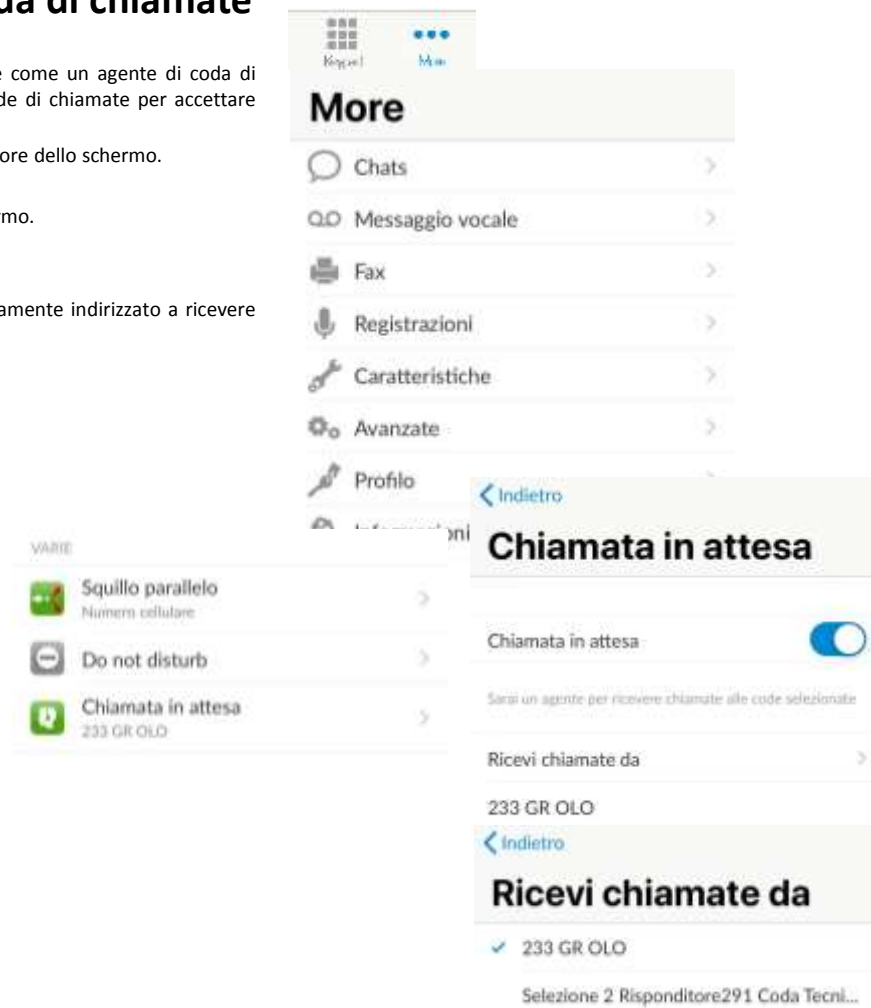 da di chiamate
e come un agente di coda di
de di chiamate per accettare
ore dello schermo.
rmo.
amente indirizzato a ricevere
Keypad More
More
Chats
Messaggio vocale
Fax
Registrazioni
Caratteristiche
Avanzate
Profilo
VARIE
Squillo parallelo
Numero cellulare
Do not disturb
Chiamata in attesa
233 GR OLO
Indietro
Chiamata in attesa
Chiamata in attesa
Sarai un agente per ricevere chiamate alle code selezionate
Ricevi chiamate da
233 GR OLO
Indietro
Ricevi chiamate da
233 GR OLO
Selezione 2 Risponditore291 Coda Tecni...